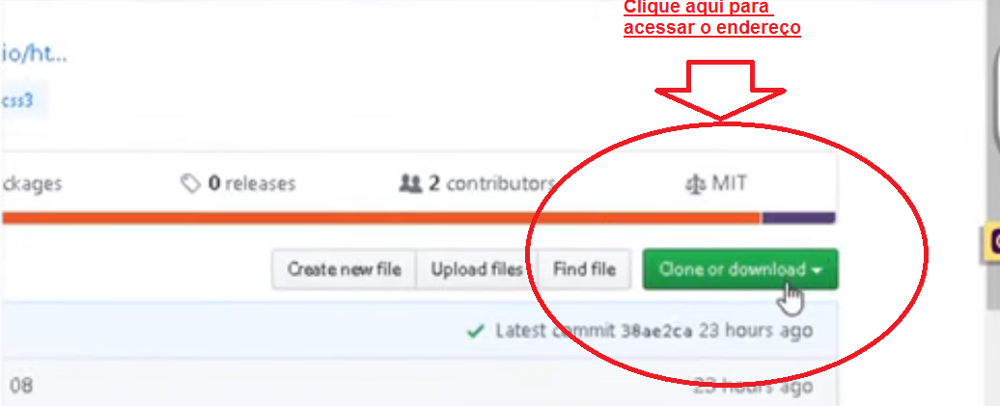 Clique aqui para
acessar o endereço
io/ht...
css3
ckages
0 releases
2 contributors
MIT
Create new file
Upload files
Find file
Clone or download
Latest commit 38ae2ca 23 hours ago
08
23 hours ago